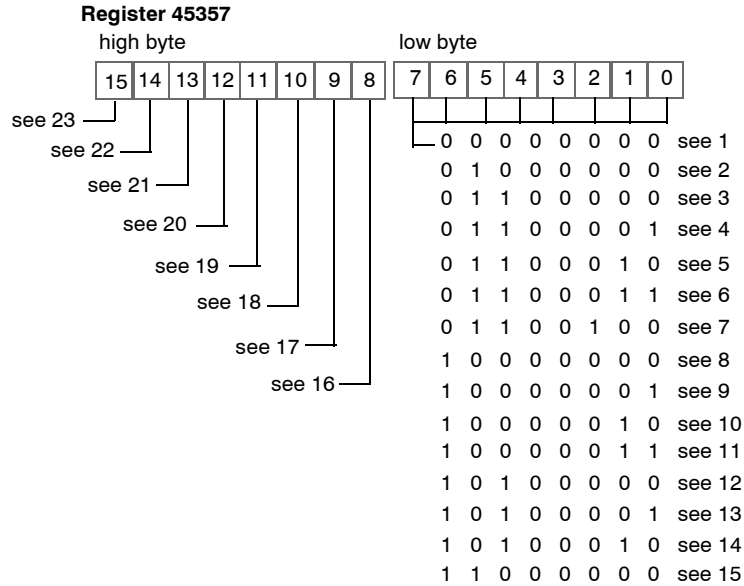 Register 45357
high byte low byte
15 14 13 12 11 10 9 8 7 6 5 4 3 2 1 0
see 23
see 22
see 21
see 20
see 19
see 18
see 17
see 16
0 0 0 0 0 0 0 0 see 1
0 1 0 0 0 0 0 0 see 2
0 1 1 0 0 0 0 0 see 3
0 1 1 0 0 0 0 1 see 4
0 1 1 0 0 0 1 0 see 5
0 1 1 0 0 0 1 1 see 6
0 1 1 0 0 1 0 0 see 7
1 0 0 0 0 0 0 0 see 8
1 0 0 0 0 0 0 1 see 9
1 0 0 0 0 0 1 0 see 10
1 0 0 0 0 0 1 1 see 11
1 0 1 0 0 0 0 0 see 12
1 0 1 0 0 0 0 1 see 13
1 0 1 0 0 0 1 0 see 14
1 1 0 0 0 0 0 0 see 15